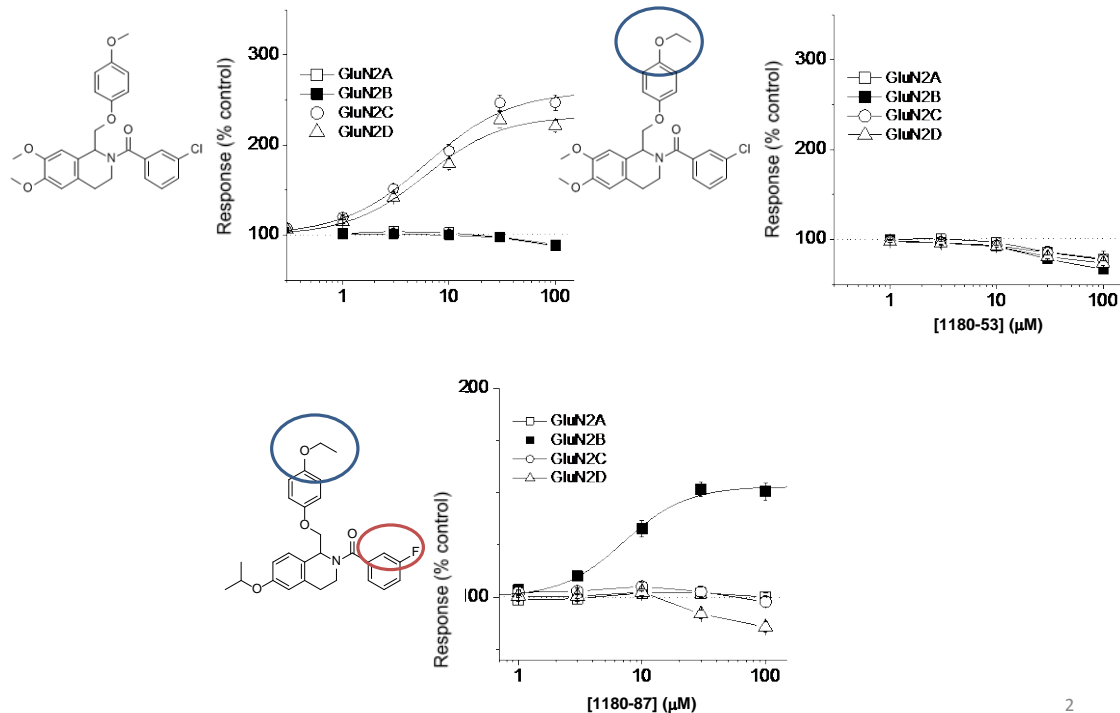 300
200
100
Response (% control)
GluN2A
GluN2B
GluN2C
GluN2D
1
10
100
O
O
O
O
O
N
Cl
300
200
100
Response (% control)
GluN2A
GluN2B
GluN2C
GluN2D
1
10
100
[1180-53] (μM)
O
O
O
O
O
N
Cl
200
100
Response (% control)
GluN2A
GluN2B
GluN2C
GluN2D
1
10
100
[1180-87] (μM)
O
O
O
O
N
F
2